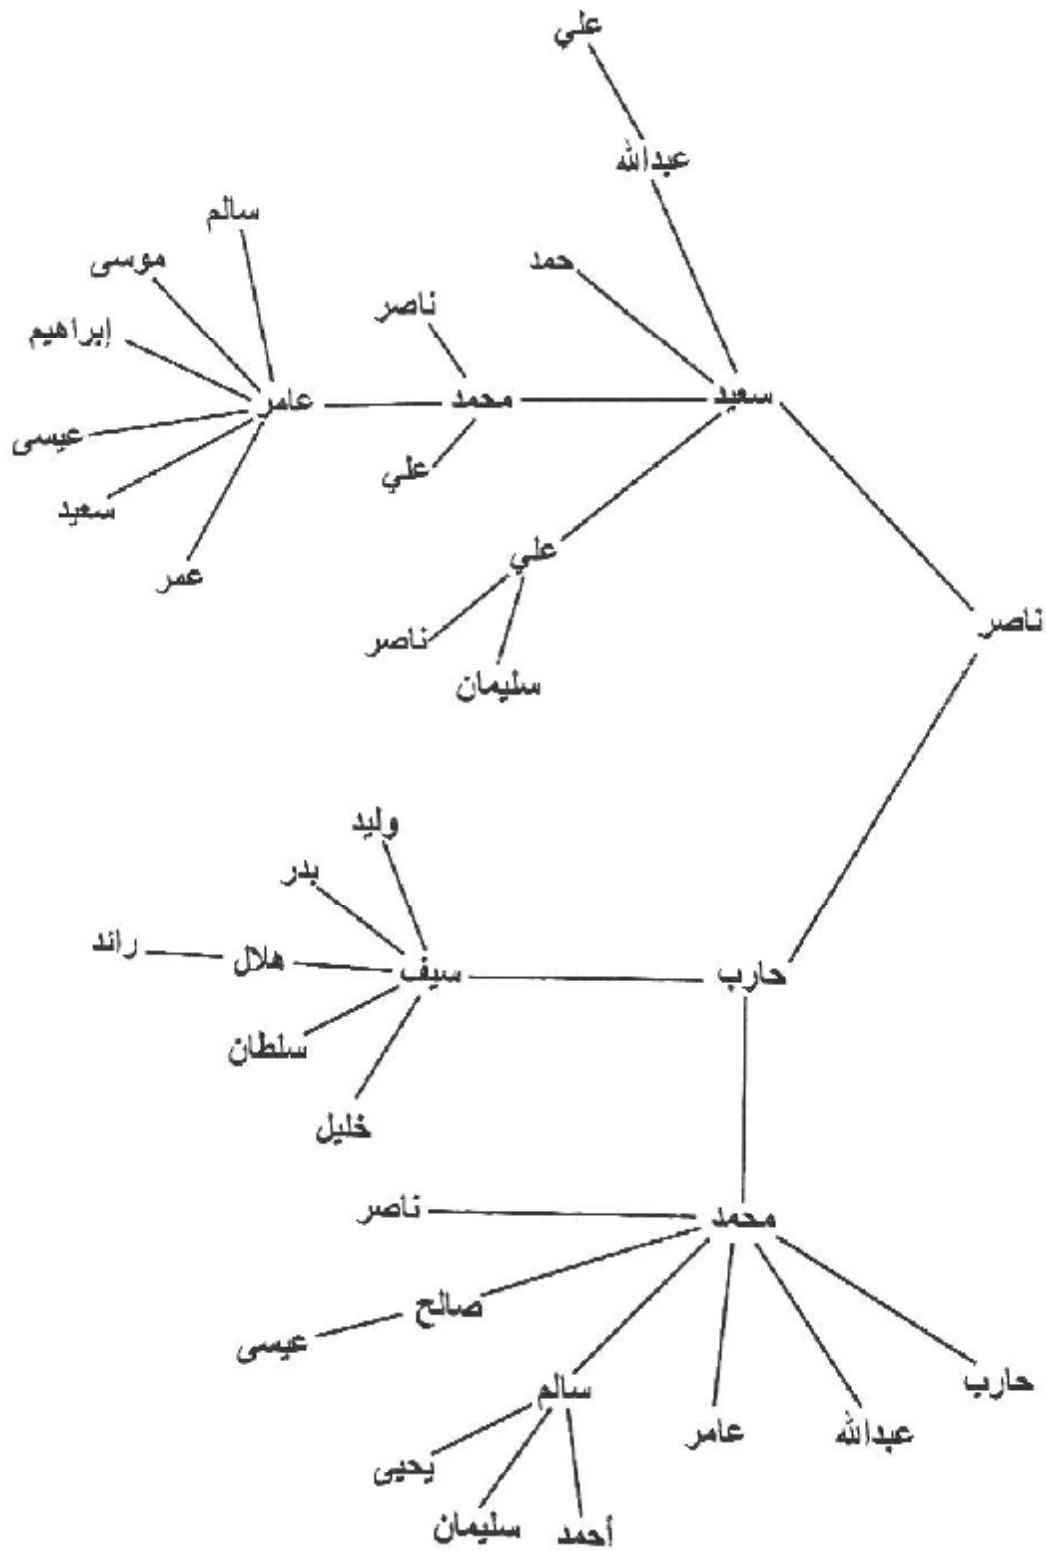 علي
عبدالله
سالم
حمد
موسى
ناصر
إبراهيم
سعيد
محمد
عامر
عيسى
علي
سعيد
علي
عمر
ناصر
ناصر
سليمان
وليد
بدر
رائد
هلال
سيف
حارب
سلطان
خليل
ناصر
محمد
صالح
عيسى
حارب
سالم
عبدالله
عامر
يحيى
سليمان
أحمد